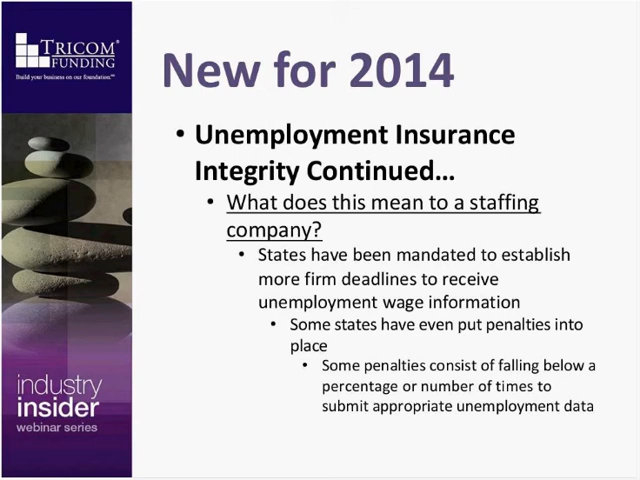 TRICOM®
FUNDING
Build your business on our foundation.™
New for 2014
• Unemployment Insurance
Integrity Continued…
• What does this mean to a staffing
company?
• States have been mandated to establish
more firm deadlines to receive
unemployment wage information
• Some states have even put penalties into
place
• Some penalties consist of falling below a
percentage or number of times to
submit appropriate unemployment data
industry
insider
webinar series